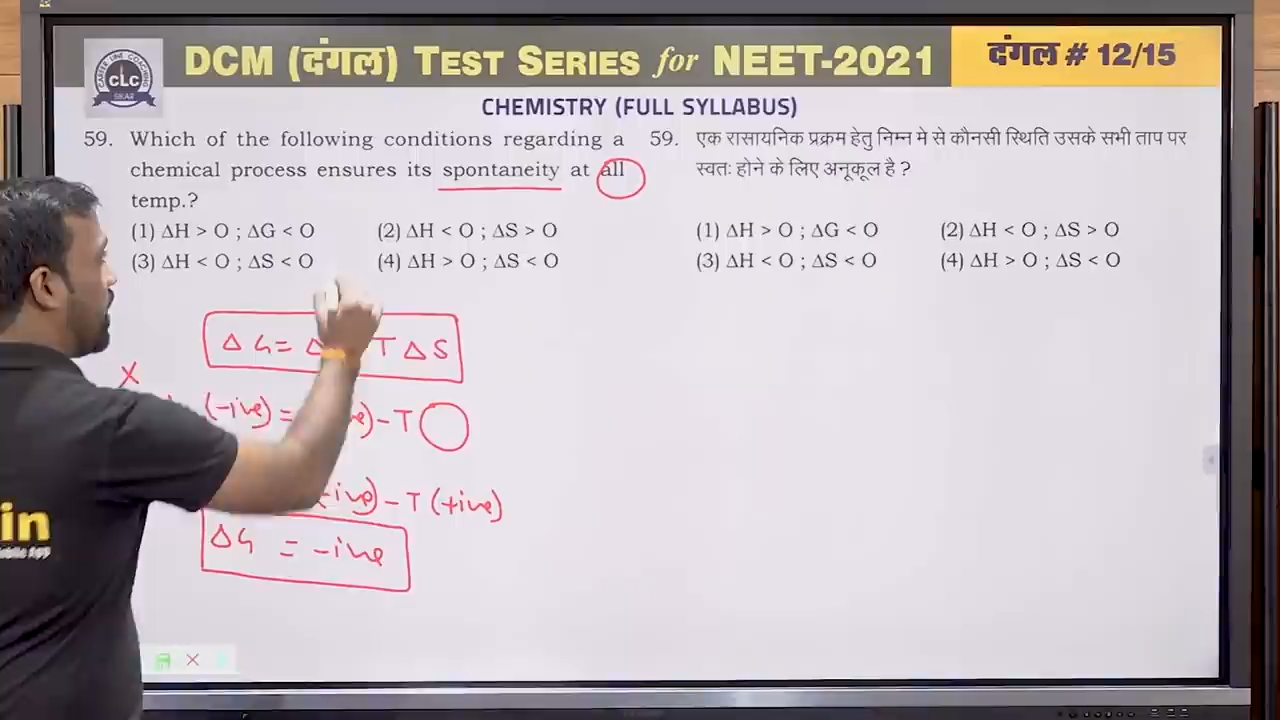 DCM (दंगल) TEST SERIES for NEET-2021
दंगल # 12/15
CLC
SIKAR
CHEMISTRY (FULL SYLLABUS)
59. Which of the following conditions regarding a
chemical process ensures its spontaneity at all
temp.?
(1) ΔH > O ; ΔG < O (2) ΔH < O ; ΔS > O
(3) ΔH < O ; ΔS < O (4) ΔH > O ; ΔS < O
59. एक रासायनिक प्रक्रम हेतु निम्न मे से कौनसी स्थिति उसके सभी ताप पर
स्वतः होने के लिए अनूकूल है ?
(1) ΔH > O ; ΔG < O (2) ΔH < O ; ΔS > O
(3) ΔH < O ; ΔS < O (4) ΔH > O ; ΔS < O
ΔG = Δ T ΔS
X
(-ive) = -T
-T (+ive)
ΔG = -ive
in